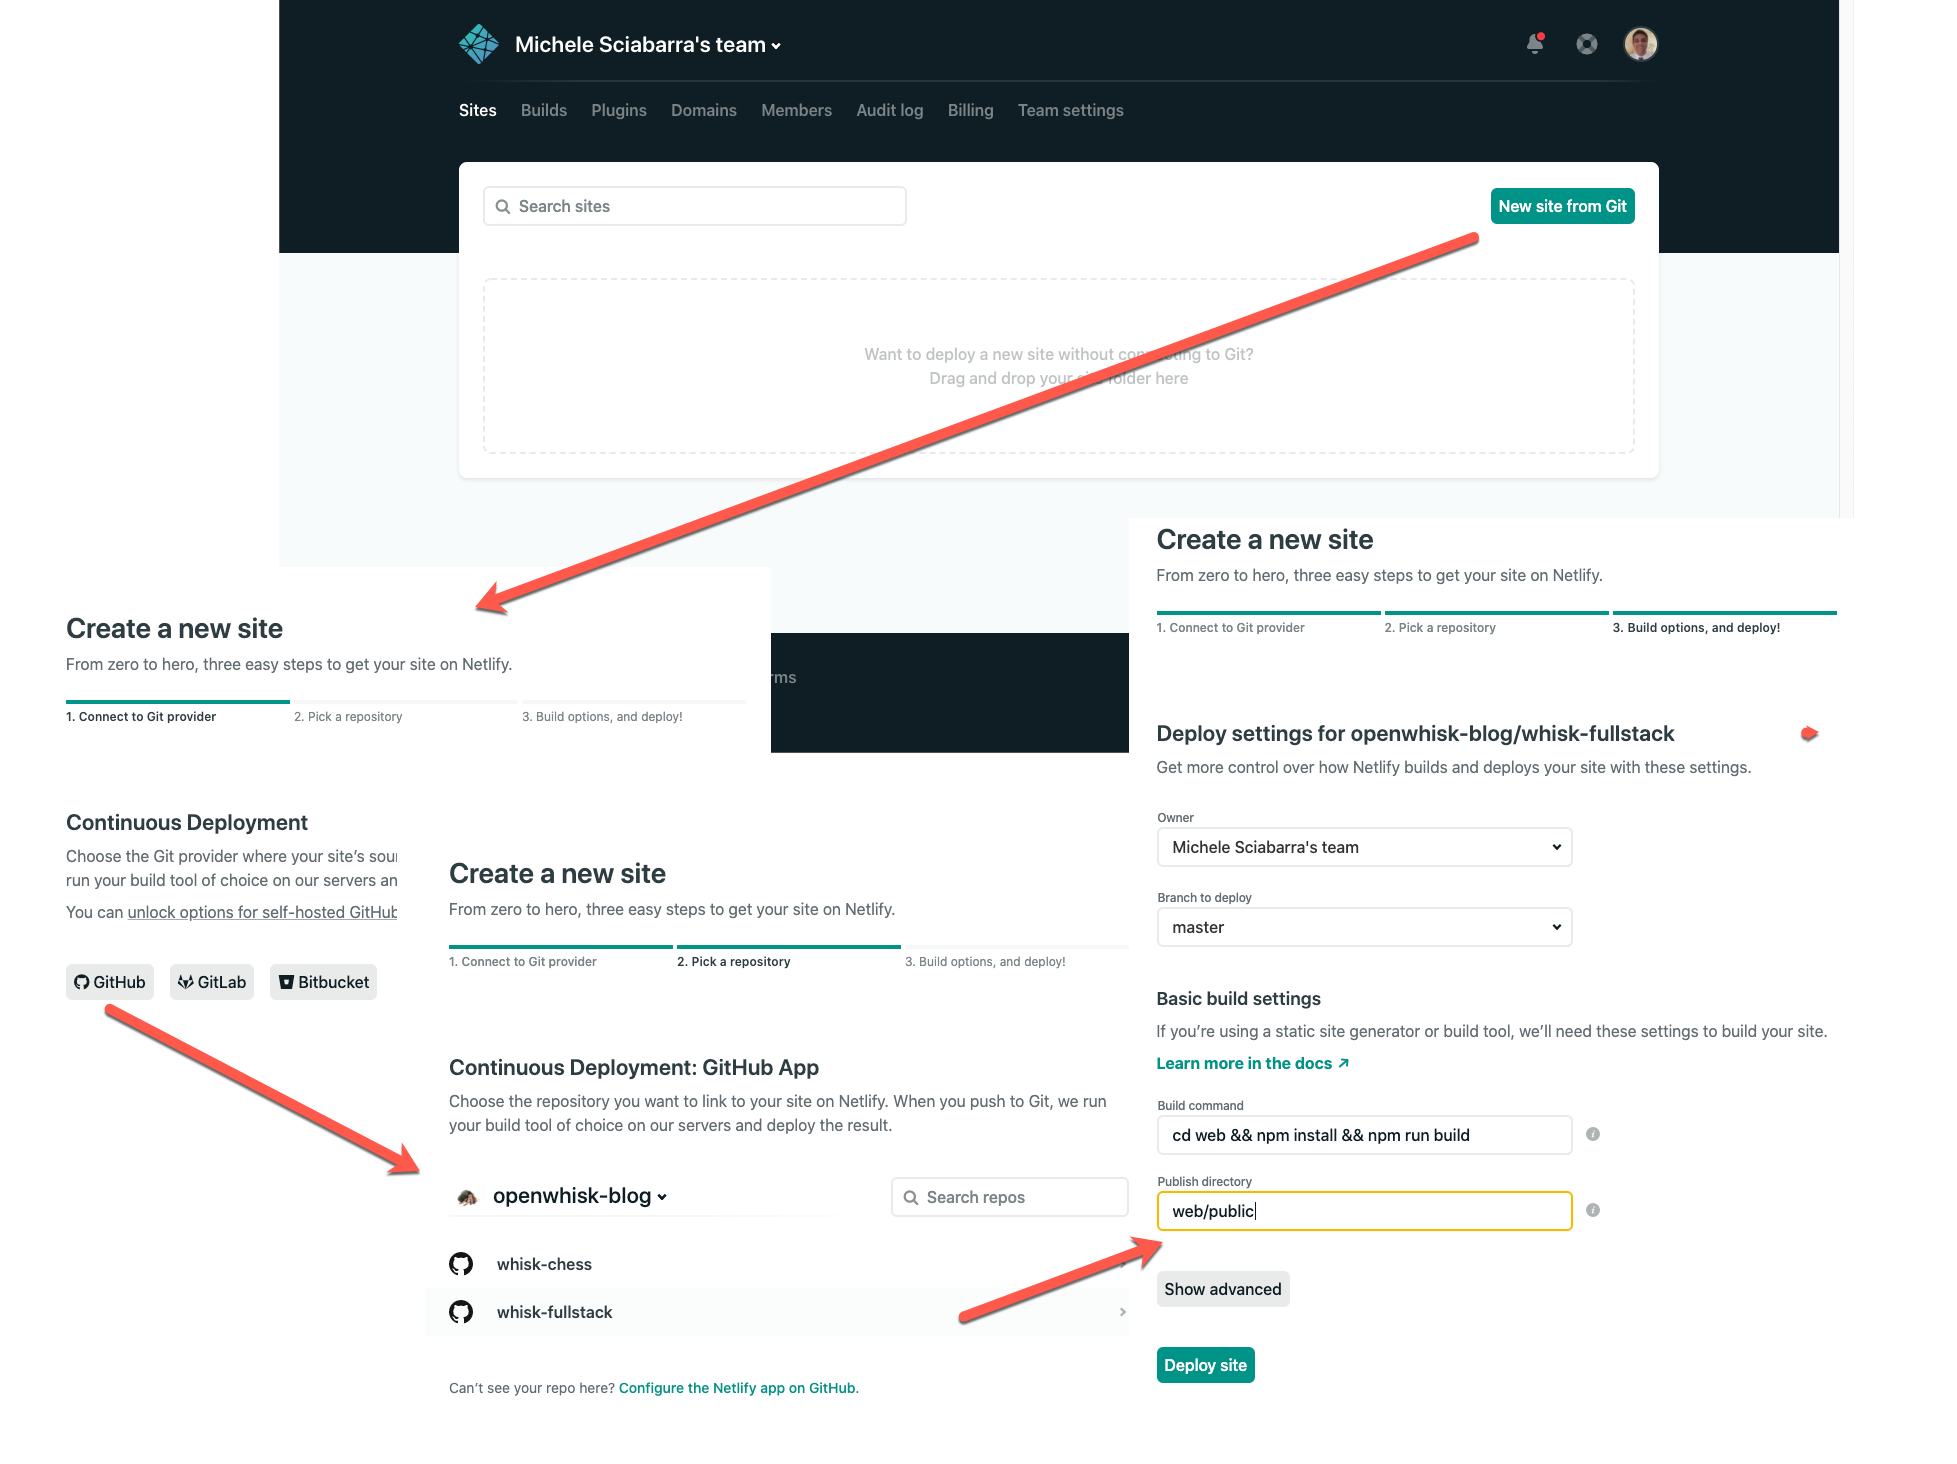 Michele Sciabarra's team
Sites Builds Plugins Domains Members Audit log Billing Team settings
Search sites
New site from Git
Want to deploy a new site without connecting to Git?
Drag and drop your site folder here
rms
Create a new site
From zero to hero, three easy steps to get your site on Netlify.
1. Connect to Git provider 2. Pick a repository 3. Build options, and deploy!
Continuous Deployment
Choose the Git provider where your site's sou
run your build tool of choice on our servers an
You can unlock options for self-hosted GitHub
GitHub GitLab Bitbucket
Create a new site
From zero to hero, three easy steps to get your site on Netlify.
1. Connect to Git provider 2. Pick a repository 3. Build options, and deploy!
Continuous Deployment: GitHub App
Choose the repository you want to link to your site on Netlify. When you push to Git, we run
your build tool of choice on our servers and deploy the result.
openwhisk-blog
Search repos
whisk-chess
whisk-fullstack
Can't see your repo here? Configure the Netlify app on GitHub.
Create a new site
From zero to hero, three easy steps to get your site on Netlify.
1. Connect to Git provider 2. Pick a repository 3. Build options, and deploy!
Deploy settings for openwhisk-blog/whisk-fullstack
Get more control over how Netlify builds and deploys your site with these settings.
Owner
Michele Sciabarra's team
Branch to deploy
master
Basic build settings
If you're using a static site generator or build tool, we'll need these settings to build your site.
Learn more in the docs
Build command
cd web && npm install && npm run build
Publish directory
web/public
Show advanced
Deploy site